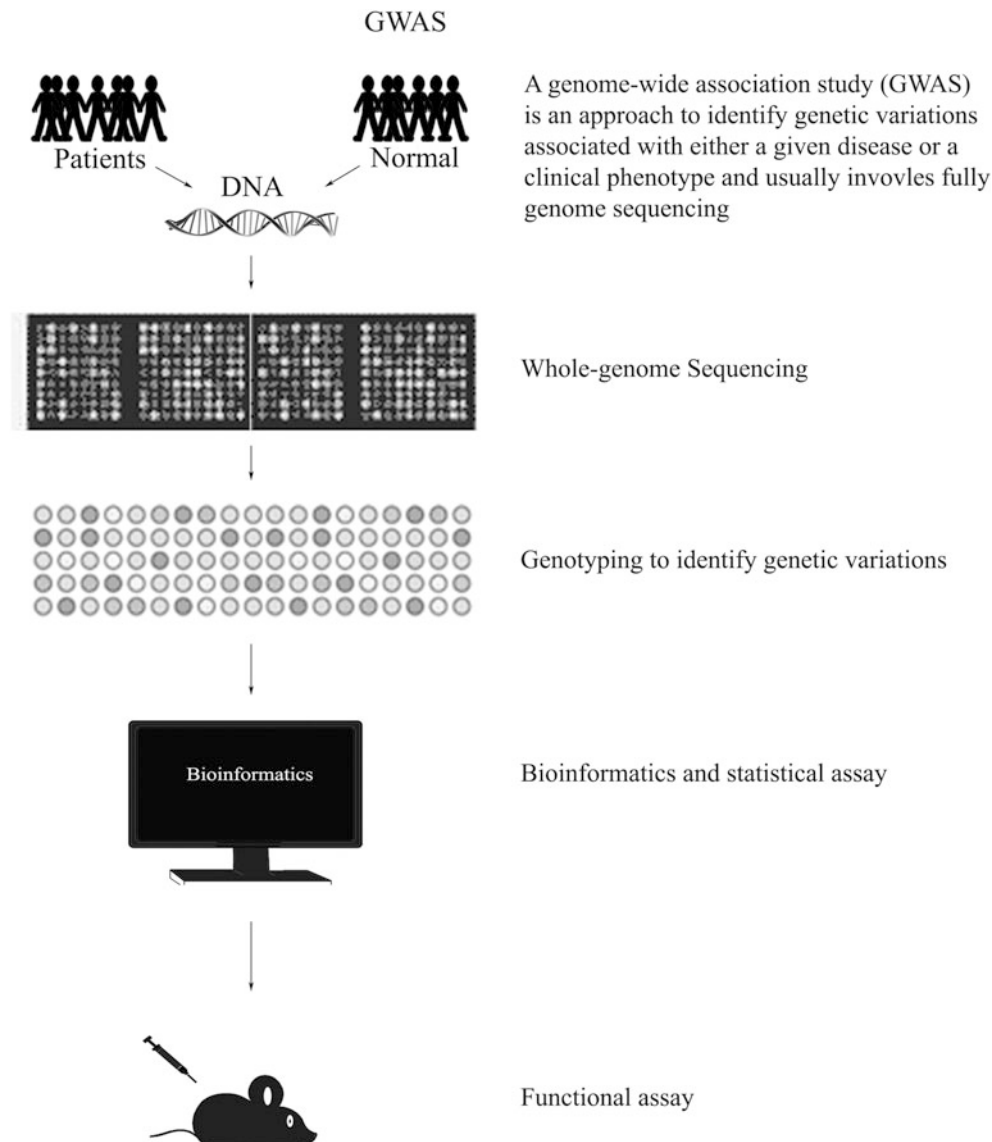 GWAS
Patients
Normal
DNA
A genome-wide association study (GWAS)
is an approach to identify genetic variations
associated with either a given disease or a
clinical phenotype and usually invovles fully
genome sequencing
Whole-genome Sequencing
Genotyping to identify genetic variations
Bioinformatics
Bioinformatics and statistical assay
Functional assay